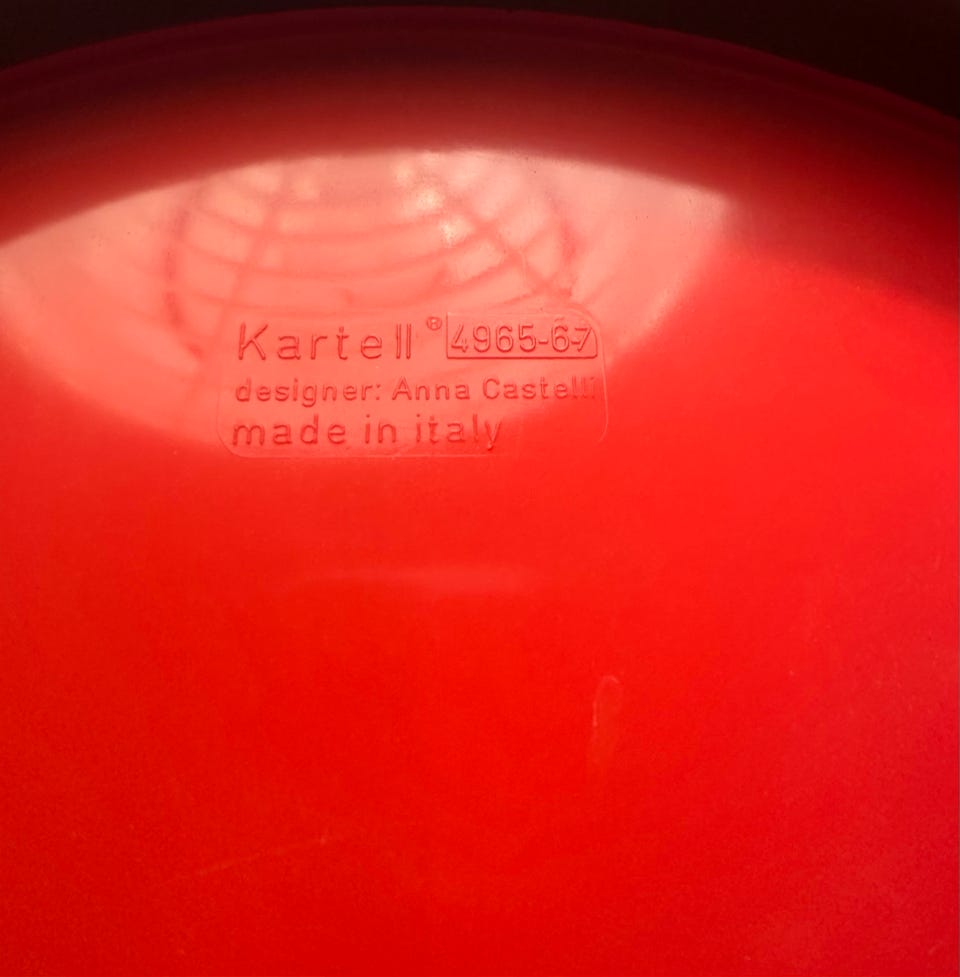 Kartell® 4965-67
designer: Anna Castelli
made in italy